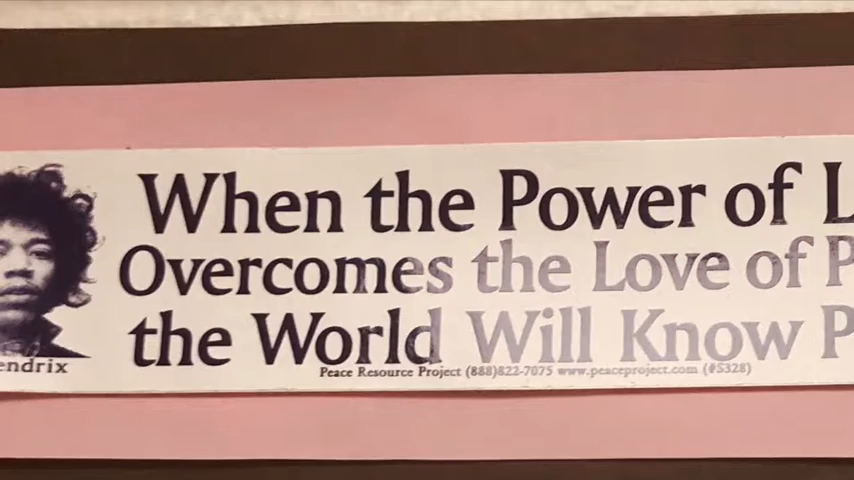 When the Power of L
Overcomes the Love of P
the World Will Know P
endrix
Peace Resource Project (888)822-7075 www.peaceproject.com (#S328)